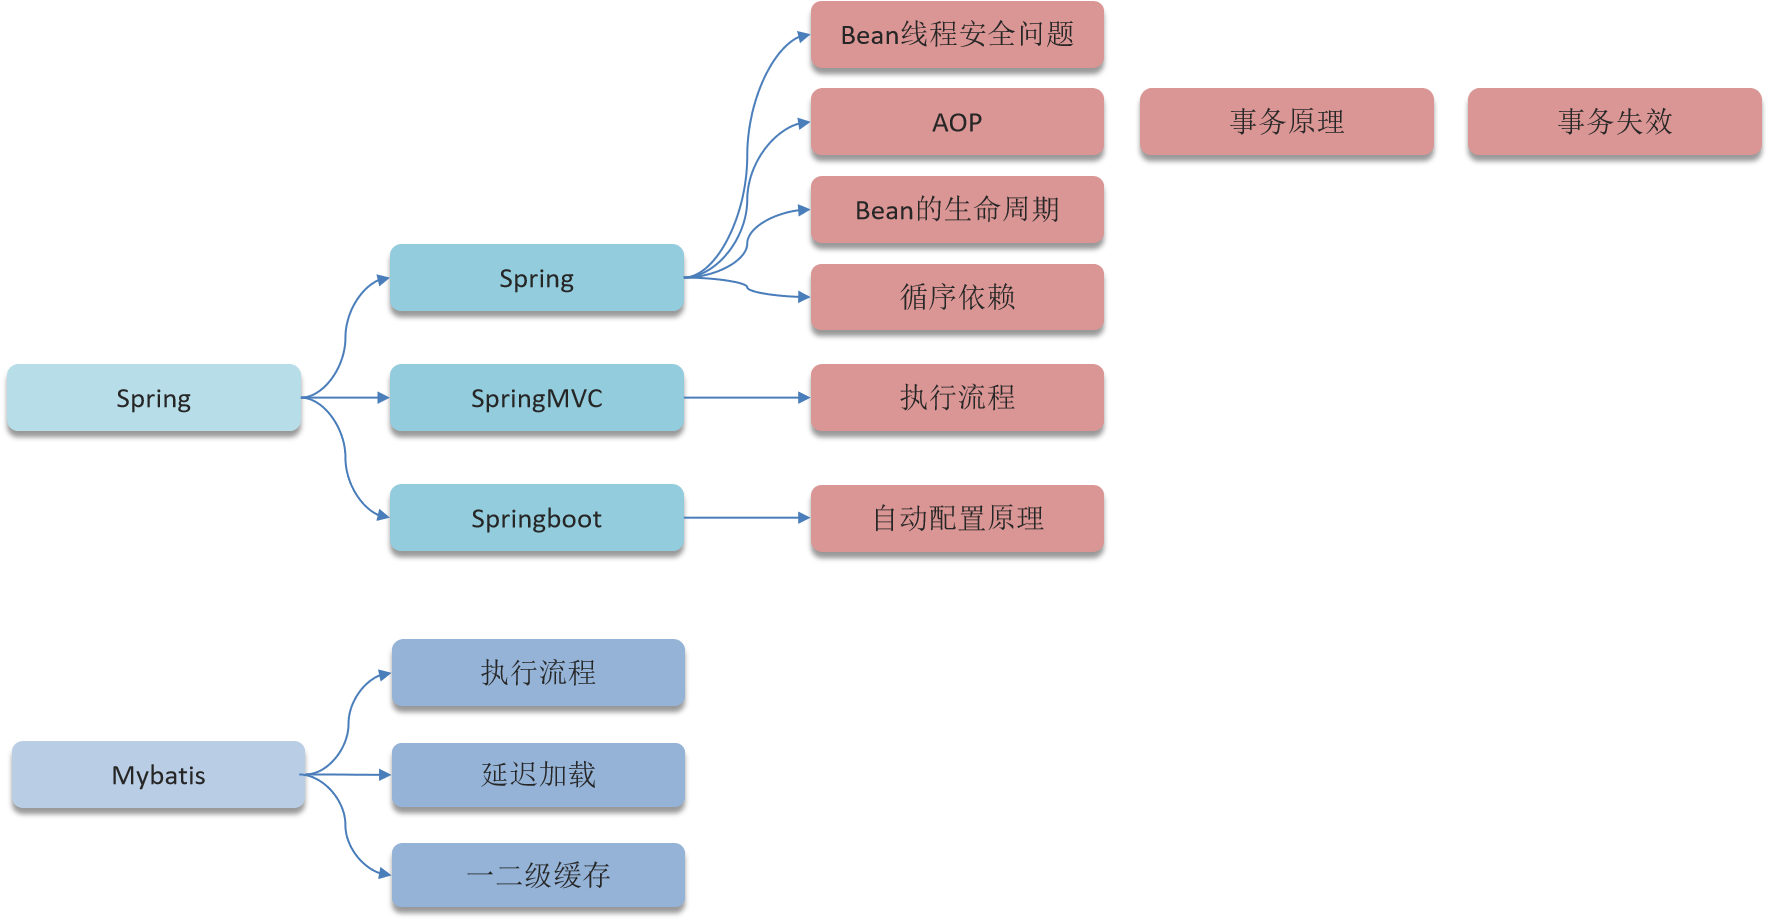 Bean线程安全问题
AOP
事务原理
事务失效
Bean的生命周期
Spring
循序依赖
Spring
SpringMVC
执行流程
Springboot
自动配置原理
执行流程
Mybatis
延迟加载
一二级缓存